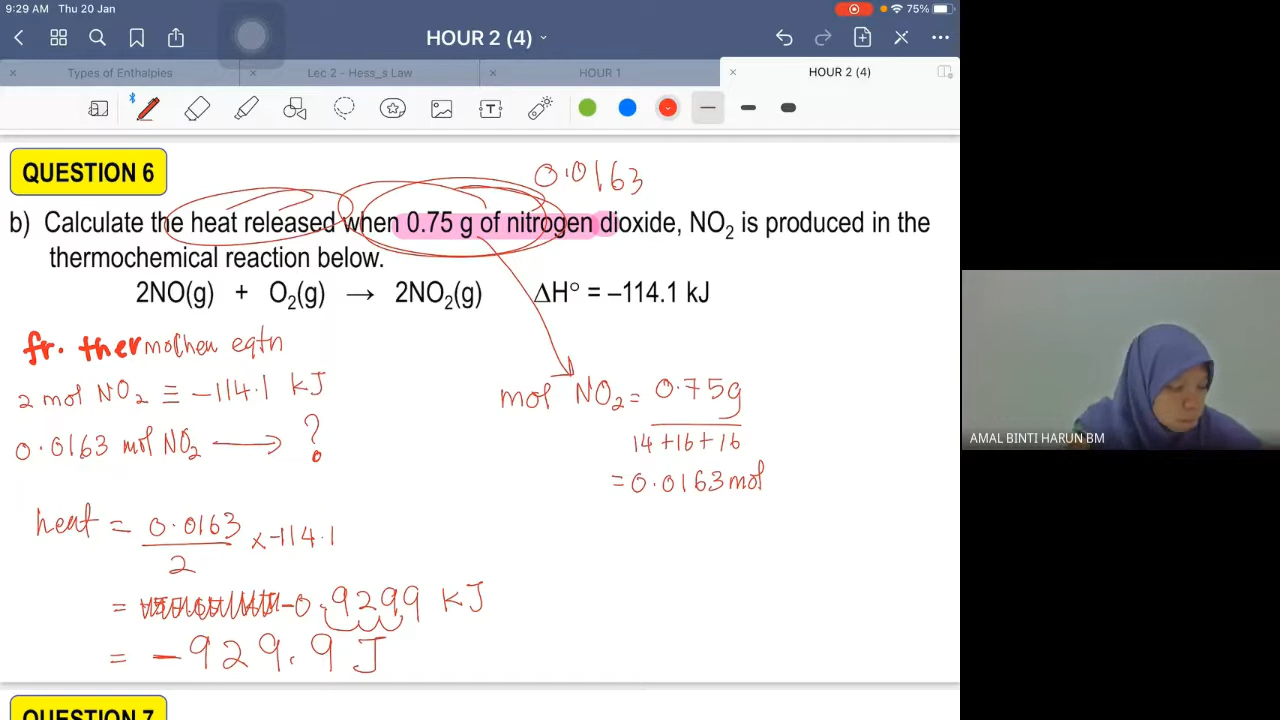 9:29 AM Thu 20 Jan
75%
HOUR 2 (4)
Types of Enthalpies
Lec 2 - Hess_s Law
HOUR 1
HOUR 2 (4)
QUESTION 6
0.0163
b) Calculate the heat released when 0.75 g of nitrogen dioxide, NO₂ is produced in the
thermochemical reaction below.
2NO(g) + O₂(g) → 2NO₂(g) ΔH° = –114.1 kJ
fr. thermochem eqtn
2 mol NO₂ ≡ –114.1 kJ
0.0163 mol NO₂ → ?
mol NO₂ = 0.75g
14 +16 +16
= 0.0163 mol
heat = 0.0163
2
× -114.1
= -0.9299 KJ
= -929.9 J
AMAL BINTI HARUN BM
QUESTION 7